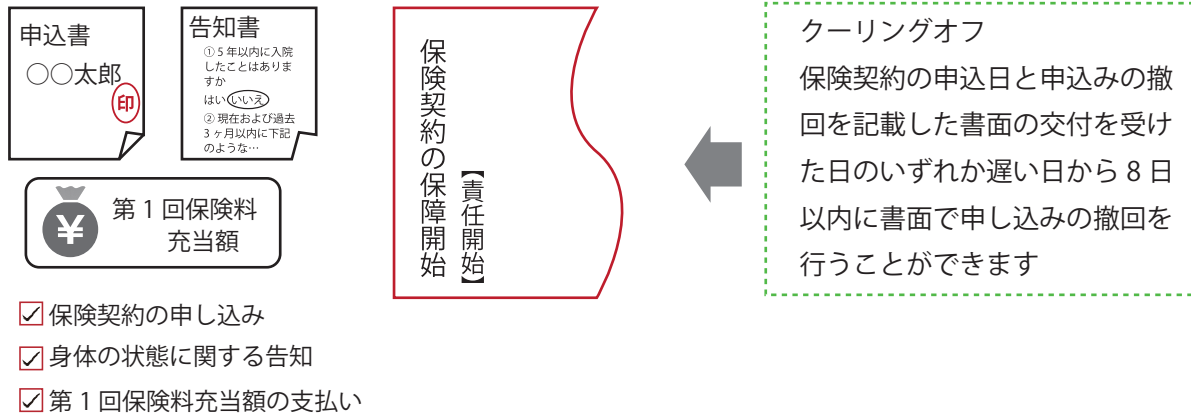 申込書
○○太郎
印
告知書
① 5 年以内に入院
したことはありま
すか
はい いいえ
② 現在および過去
3 ヶ月以内に下記
のような…
¥
第 1 回保険料
充当額
保険契約の申し込み
身体の状態に関する告知
第 1 回保険料充当額の支払い
保険契約の保障開始
【責任開始】
クーリングオフ
保険契約の申込日と申込みの撤
回を記載した書面の交付を受け
た日のいずれか遅い日から 8 日
以内に書面で申し込みの撤回を
行うことができます